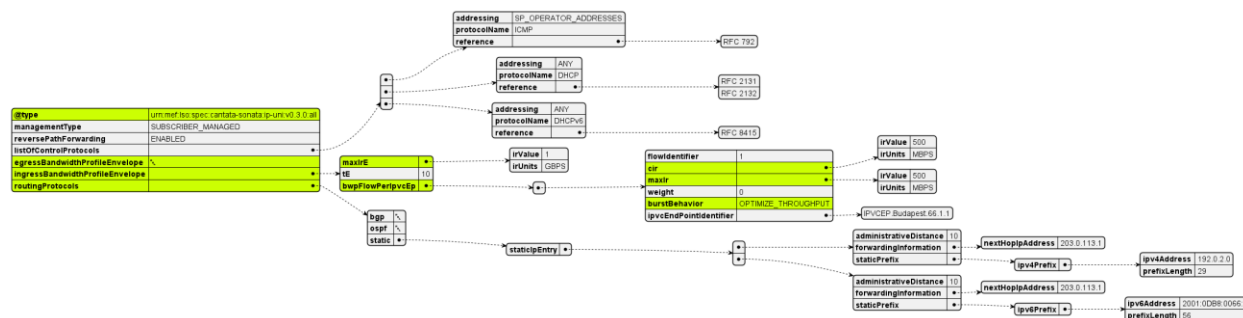 addressing SP_OPERATOR_ADDRESSES
protocolName ICMP
reference
RFC 792
addressing ANY
protocolName DHCP
reference
RFC 2131
RFC 2132
addressing ANY
protocolName DHCPv6
reference
RFC 8415
@type urn:mef:lso:spec:cantata-sonata:ip-uni:v0.3.0:all
managementType SUBSCRIBER_MANAGED
reversePathForwarding ENABLED
listOfControlProtocols
egressBandwidthProfileEnvelope
ingressBandwidthProfileEnvelope
routingProtocols
maxIrE
tE 10
bwpFlowPerIpvcEp
irValue 1
irUnits GBPS
flowIdentifier 1
cir
maxIr
weight 0
burstBehavior OPTIMIZE_THROUGHPUT
ipvcEndPointIdentifier
irValue 500
irUnits MBPS
irValue 500
irUnits MBPS
IPVCEP.Budapest.66.1.1
bgp
ospf
static
staticIpEntry
administrativeDistance 10
forwardingInformation
staticPrefix
nextHopIpAddress 203.0.113.1
ipv4Prefix
ipv4Address 192.0.2.0
prefixLength 29
administrativeDistance 10
forwardingInformation
staticPrefix
nextHopIpAddress 203.0.113.1
ipv6Prefix
ipv6Address 2001:0DB8:0066:
prefixLength 56